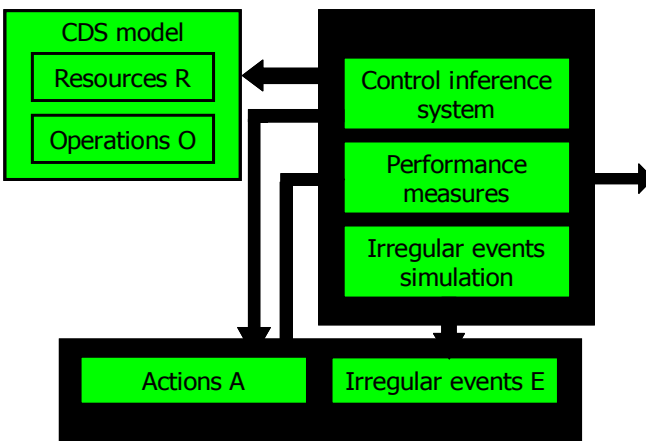 CDS model
Resources R
Operations O
Control inference
system
Performance
measures
Irregular events
simulation
Actions A
Irregular events E